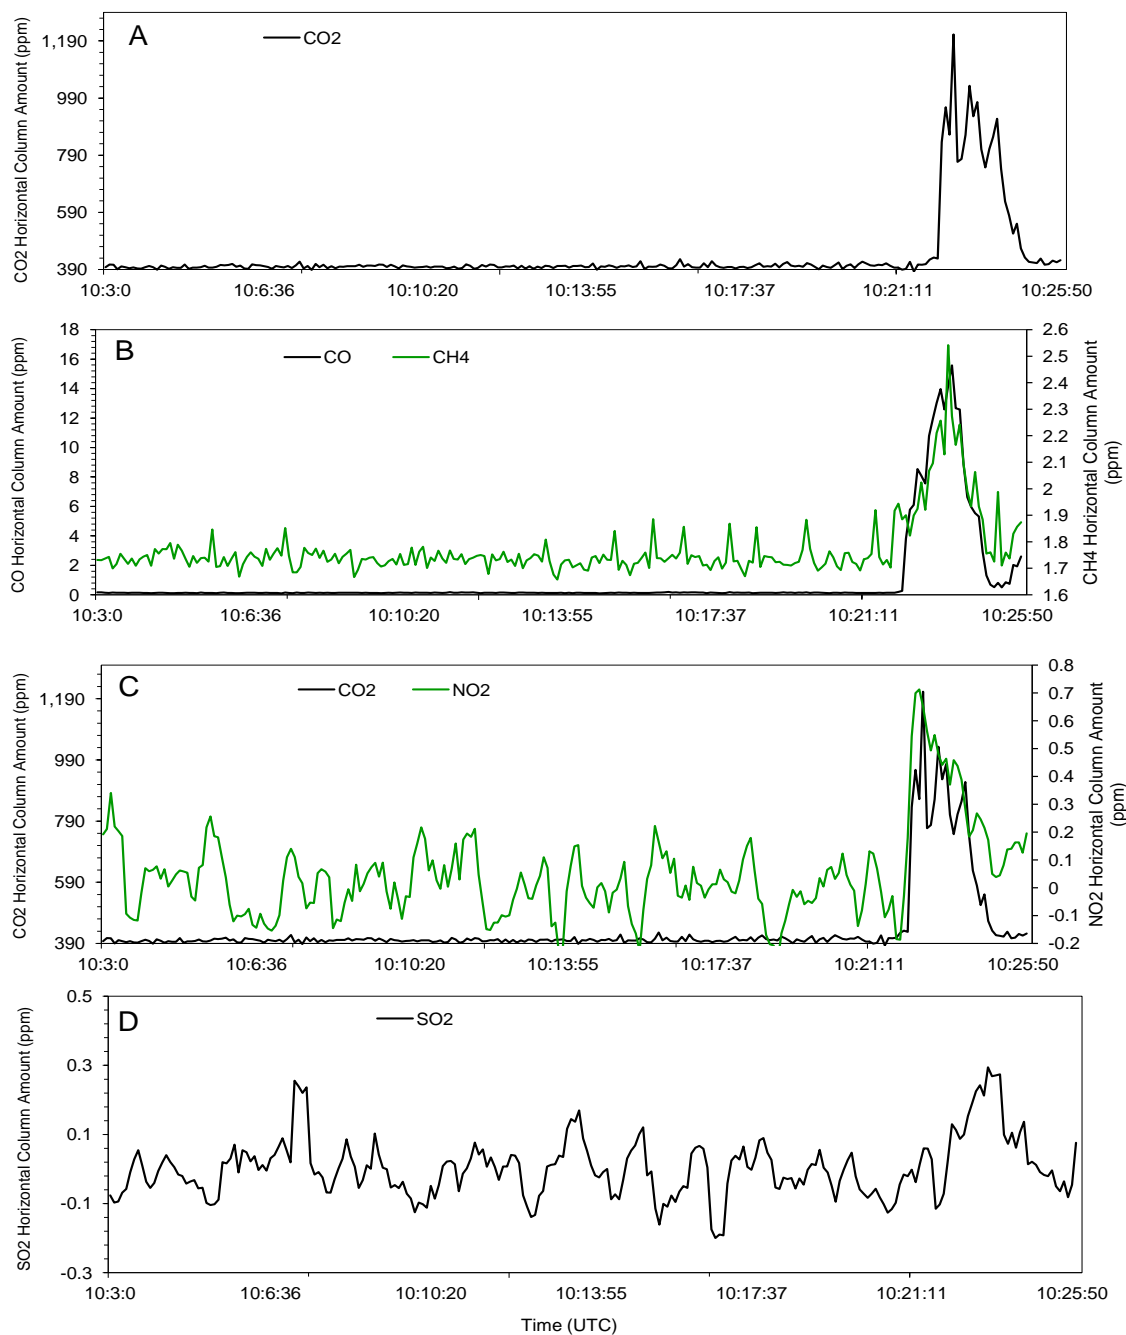 A
CO2
CO2 Horizontal Column Amount (ppm)
1,190
990
790
590
390
10:3:0 10:6:36 10:10:20 10:13:55 10:17:37 10:21:11 10:25:50
B
CO CH4
CO Horizontal Column Amount (ppm)
18
16
14
12
10
8
6
4
2
0
2.6
2.5
2.4
2.3
2.2
2.1
2
1.9
1.8
1.7
1.6
CH4 Horizontal Column Amount
(ppm)
10:3:0 10:6:36 10:10:20 10:13:55 10:17:37 10:21:11 10:25:50
C
CO2 NO2
CO2 Horizontal Column Amount (ppm)
1,190
990
790
590
390
0.8
0.7
0.6
0.5
0.4
0.3
0.2
0.1
0
-0.1
-0.2
NO2 Horizontal Column Amount
(ppm)
10:3:0 10:6:36 10:10:20 10:13:55 10:17:37 10:21:11 10:25:50
D
SO2
SO2 Horizontal Column Amount (ppm)
0.5
0.3
0.1
-0.1
-0.3
10:3:0 10:6:36 10:10:20 10:13:55 10:17:37 10:21:11 10:25:50
Time (UTC)